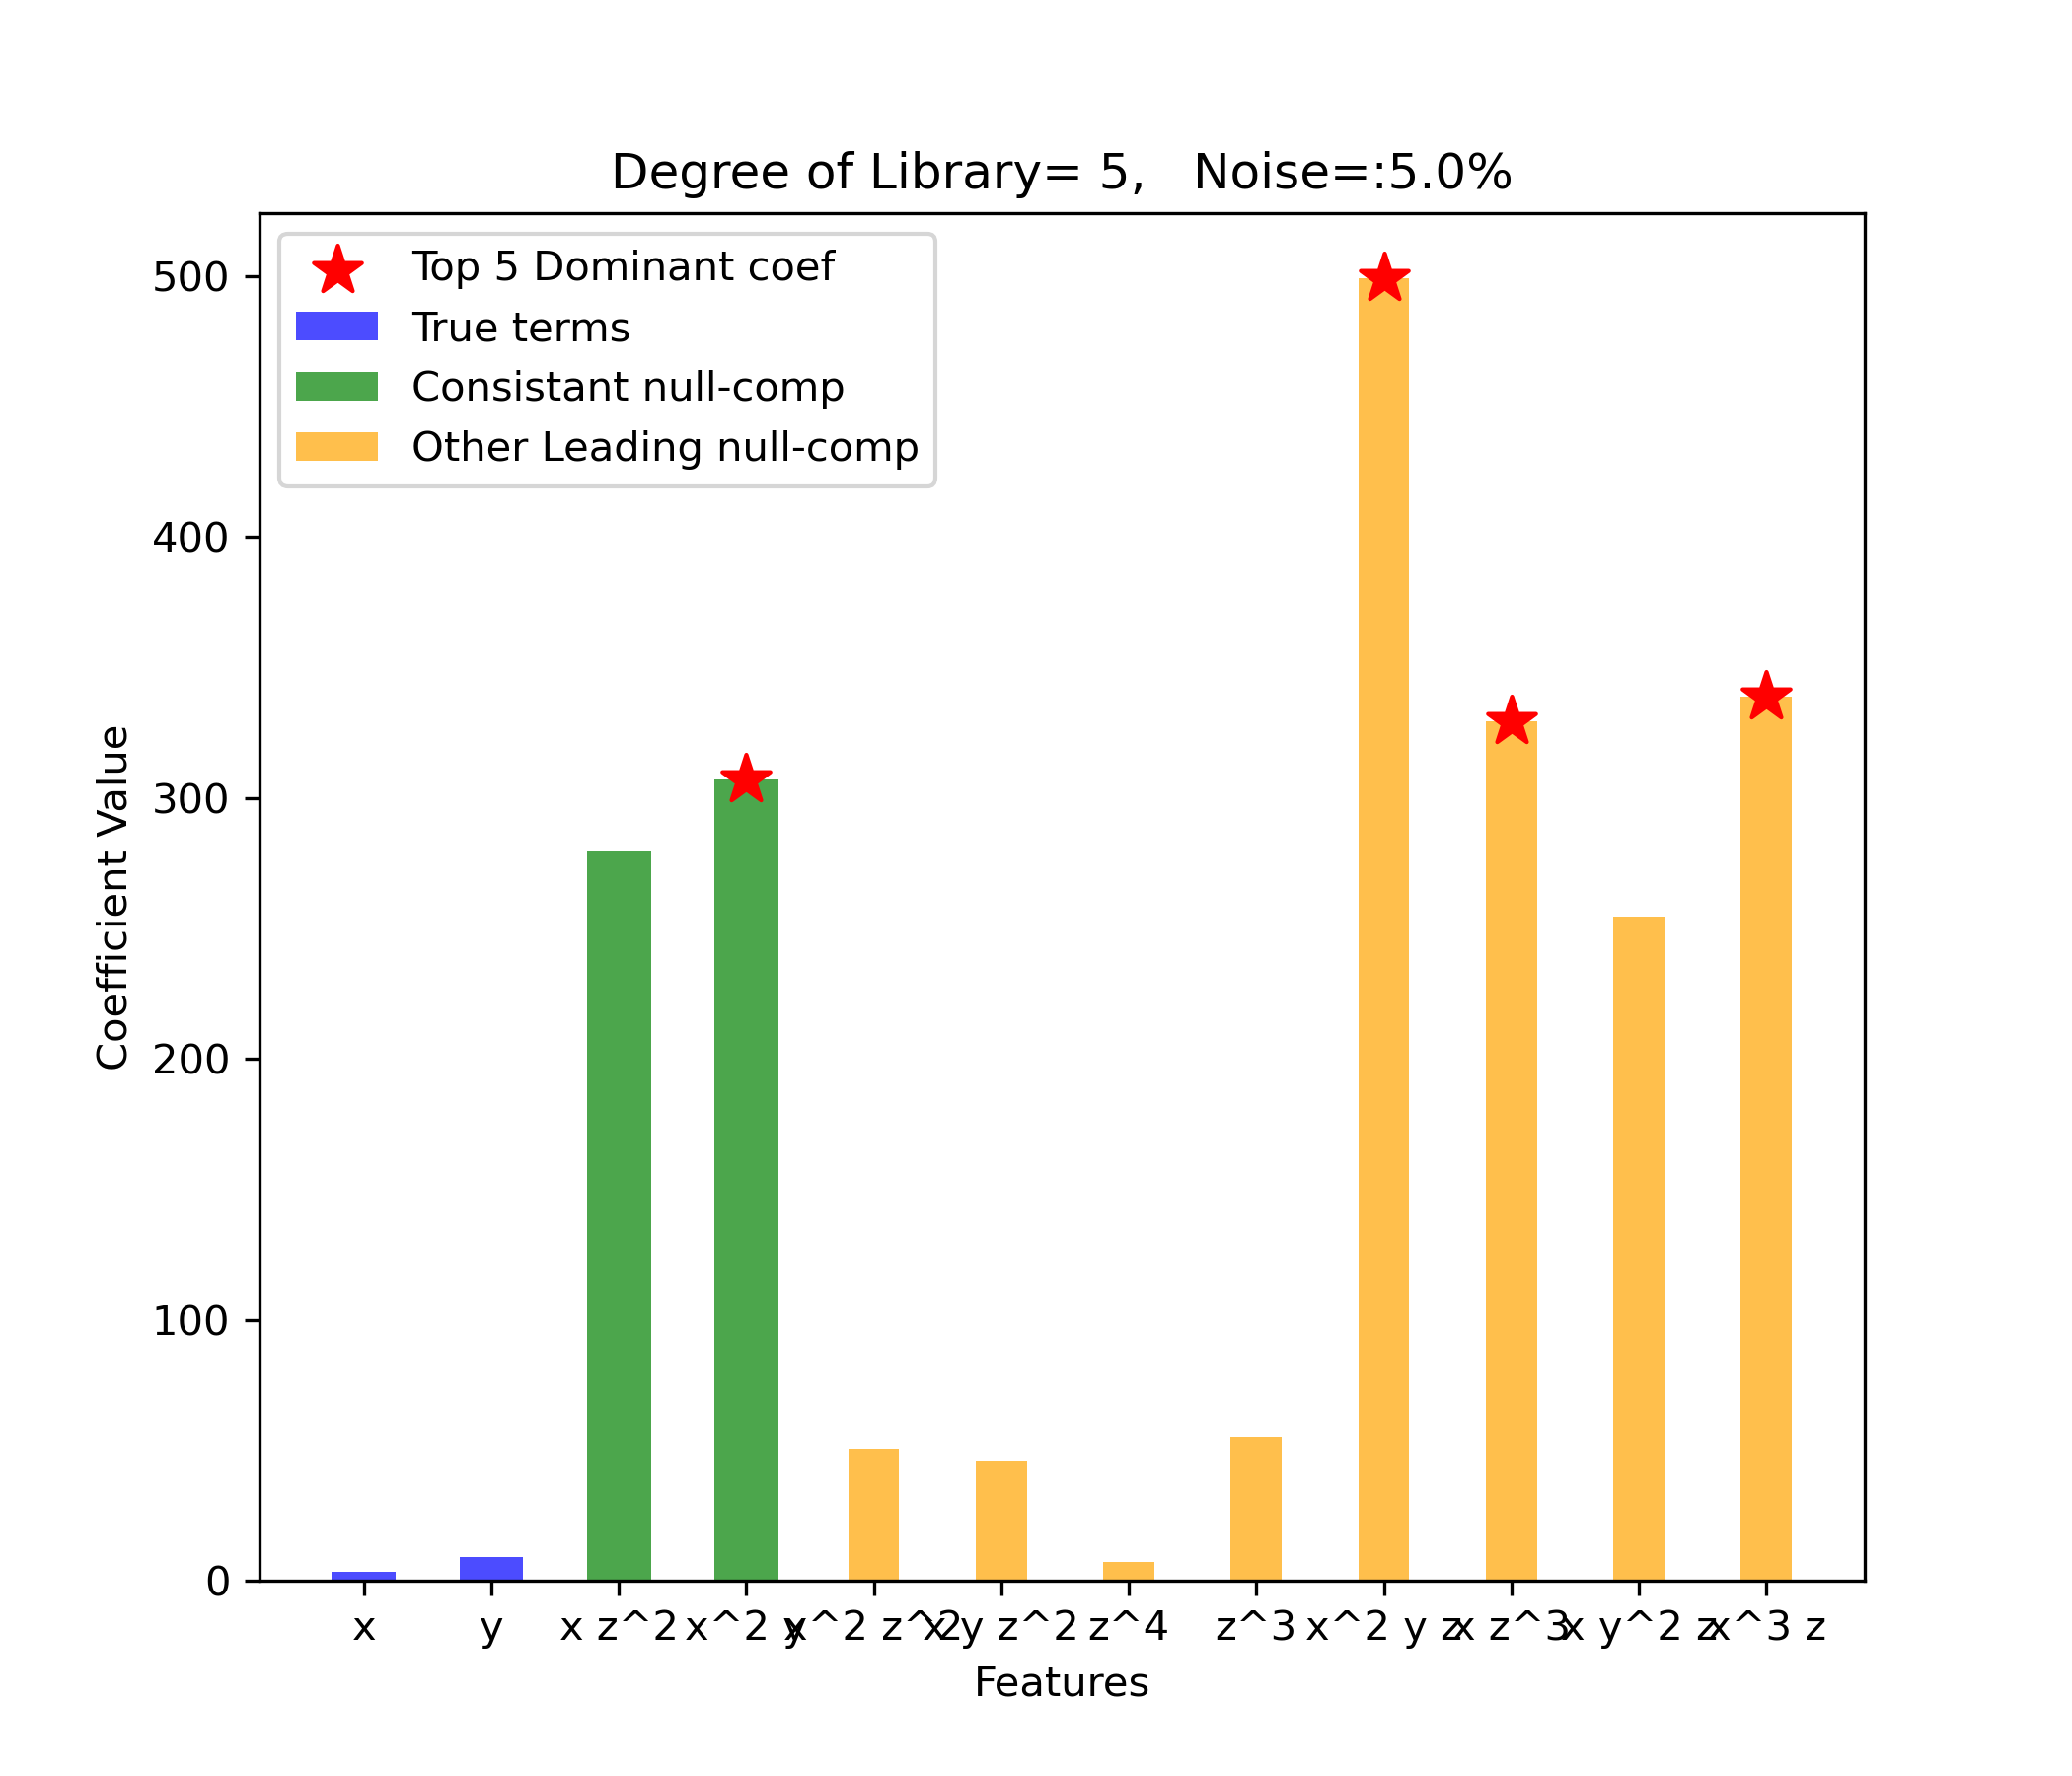 Degree of Library= 5,   Noise=:5.0%
Top 5 Dominant coef
True terms
Consistant null-comp
Other Leading null-comp
500
400
300
200
100
0
Coefficient Value
x y x z^2 x^2 y x^2 z^2 x y z^2 z^4 z^3 x^2 y z x z^3 x y^2 z x^3 z
Features